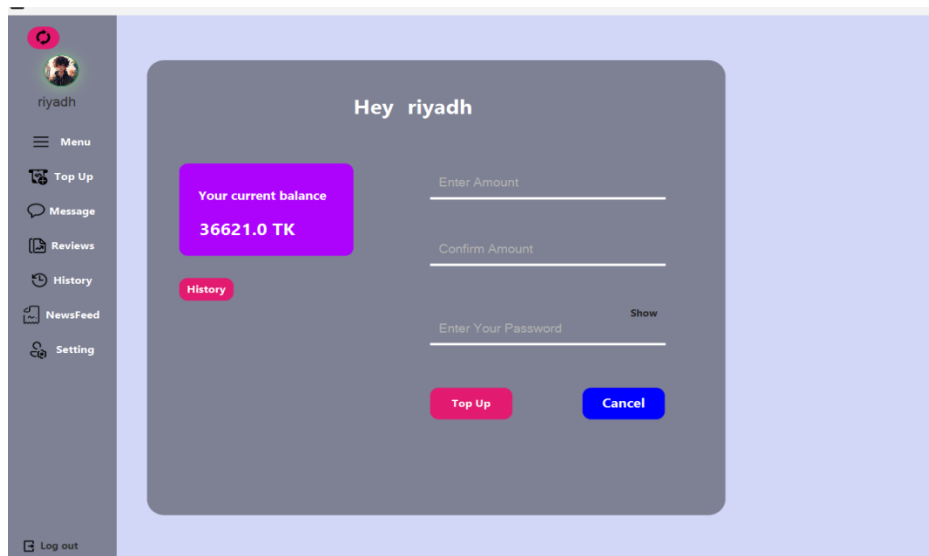 riyadh
Menu
Top Up
Message
Reviews
History
NewsFeed
Setting
Log out
Hey riyadh
Your current balance
36621.0 TK
History
Enter Amount
Confirm Amount
Show
Enter Your Password
Top Up
Cancel